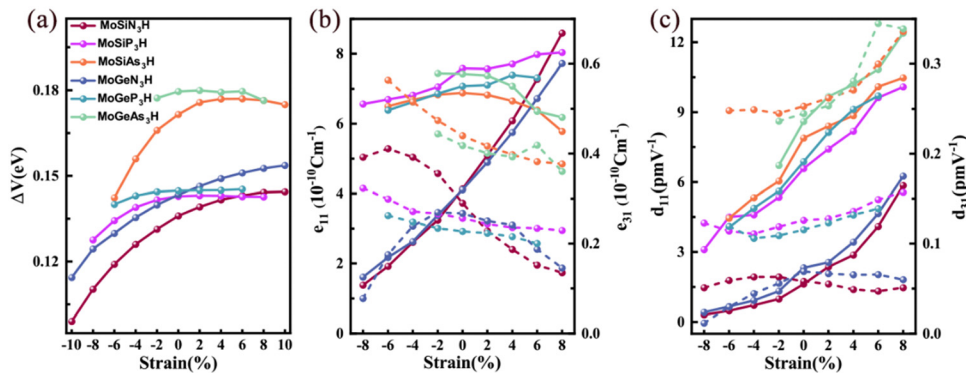 (a)
MoSiN₃H
MoSiP₃H
MoSiAs₃H
MoGeN₃H
MoGeP₃H
MoGeAs₃H
ΔV(eV)
0.18
0.15
0.12
-10 -8 -6 -4 -2 0 2 4 6 8 10
Strain(%)
(b)
e₁₁ (10⁻¹⁰Cm⁻¹)
8
6
4
2
0
-8 -6 -4 -2 0 2 4 6 8
Strain(%)
0.6
0.4
0.2
0.0
e₃₁ (10⁻¹⁰Cm⁻¹)
(c)
d₁₁(pmV⁻¹)
12
9
6
3
0
-8 -6 -4 -2 0 2 4 6 8
Strain(%)
0.3
0.2
0.1
0.0
d₃₁(pmV⁻¹)